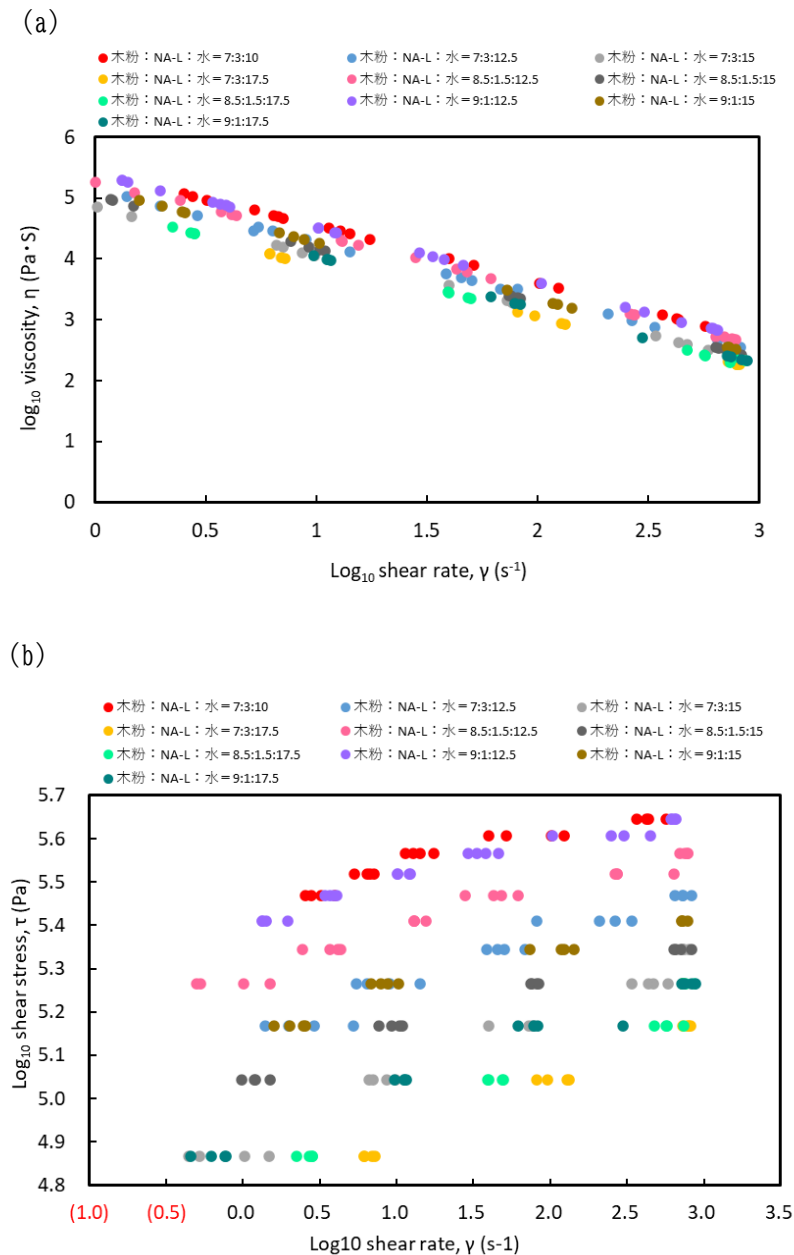 (a)
木粉：NA-L：水＝7:3:10 木粉：NA-L：水＝7:3:12.5 木粉：NA-L：水＝7:3:15
木粉：NA-L：水＝7:3:17.5 木粉：NA-L：水＝8.5:1.5:12.5 木粉：NA-L：水＝8.5:1.5:15
木粉：NA-L：水＝8.5:1.5:17.5 木粉：NA-L：水＝9:1:12.5 木粉：NA-L：水＝9:1:15
木粉：NA-L：水＝9:1:17.5
log₁₀ viscosity, η (Pa･S)
6
5
4
3
2
1
0
0 0.5 1 1.5 2 2.5 3
Log₁₀ shear rate, γ (s⁻¹)
(b)
木粉：NA-L：水＝7:3:10 木粉：NA-L：水＝7:3:12.5 木粉：NA-L：水＝7:3:15
木粉：NA-L：水＝7:3:17.5 木粉：NA-L：水＝8.5:1.5:12.5 木粉：NA-L：水＝8.5:1.5:15
木粉：NA-L：水＝8.5:1.5:17.5 木粉：NA-L：水＝9:1:12.5 木粉：NA-L：水＝9:1:15
木粉：NA-L：水＝9:1:17.5
Log₁₀ shear stress, τ (Pa)
5.7
5.6
5.5
5.4
5.3
5.2
5.1
5.0
4.9
4.8
(1.0) (0.5) 0.0 0.5 1.0 1.5 2.0 2.5 3.0 3.5
Log10 shear rate, γ (s-1)